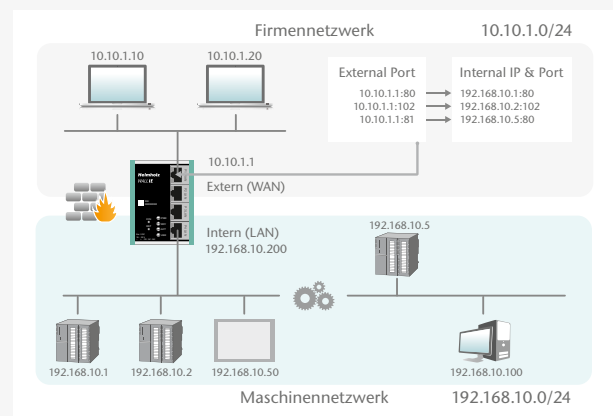 Firmennetzwerk 10.10.1.0/24
10.10.1.10 10.10.1.20
External Port Internal IP & Port
10.10.1.1:80 192.168.10.1:80
10.10.1.1:102 192.168.10.2:102
10.10.1.1:81 192.168.10.5:80
10.10.1.1
Extern (WAN)
Helmholz
WALL IE
Intern (LAN)
192.168.10.200
192.168.10.5
192.168.10.1 192.168.10.2 192.168.10.50 192.168.10.100
Maschinennetzwerk 192.168.10.0/24